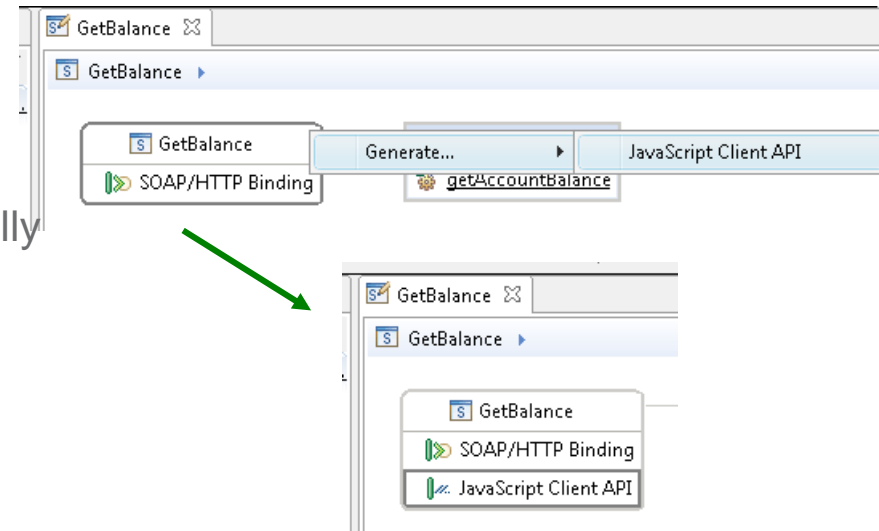 GetBalance
GetBalance
GetBalance
Generate...
JavaScript Client API
SOAP/HTTP Binding
getAccountBalance
lly
GetBalance
GetBalance
GetBalance
SOAP/HTTP Binding
JavaScript Client API